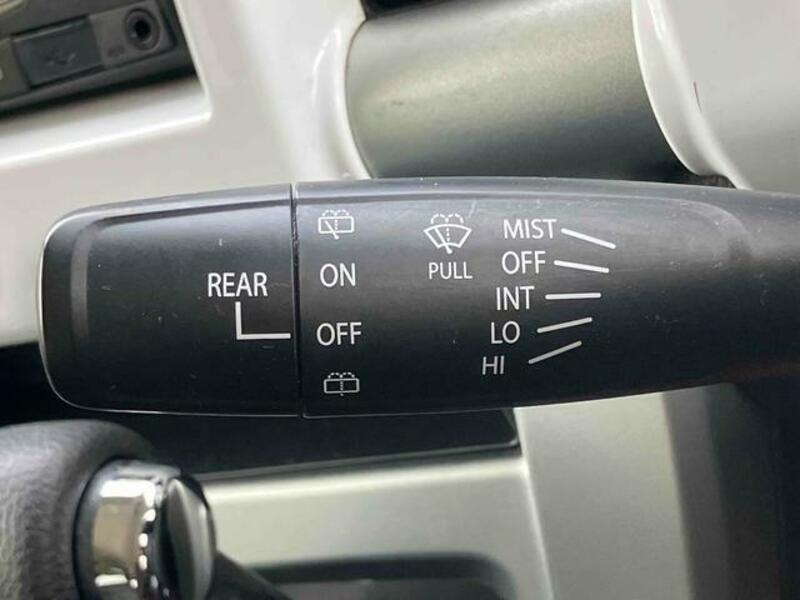 REAR
ON
OFF
PULL
MIST
OFF
INT
LO
HI